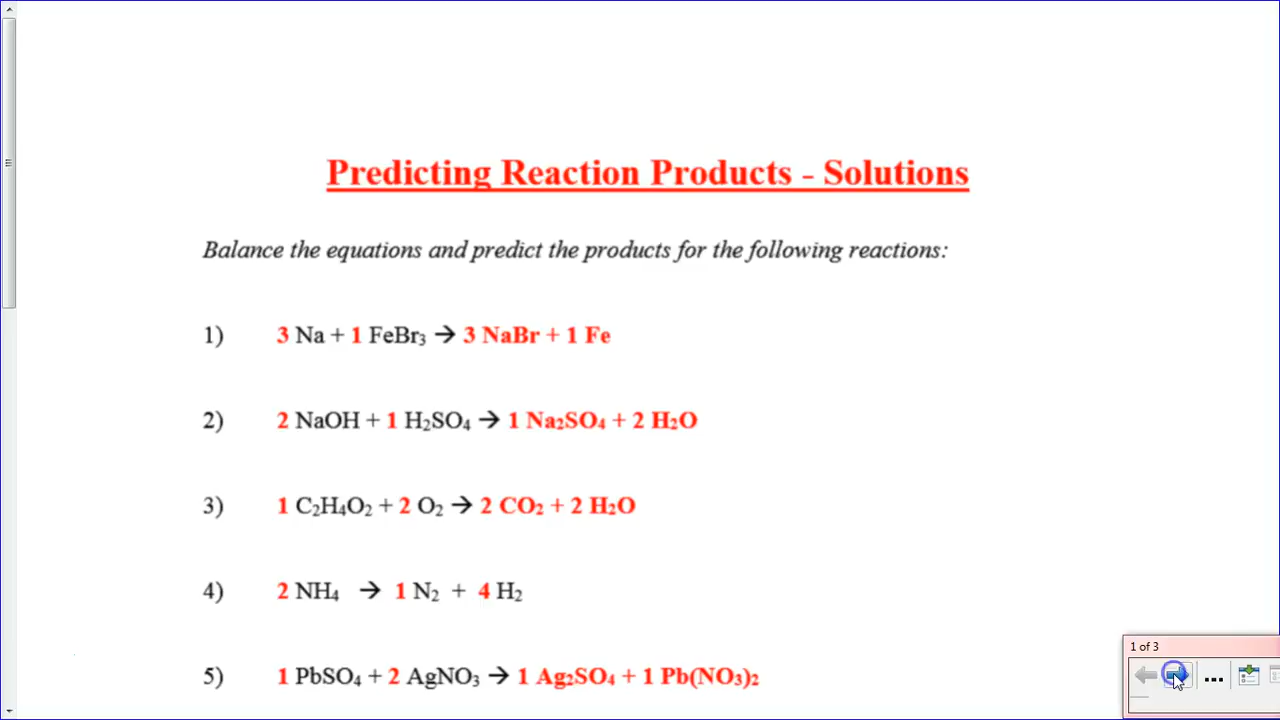 Predicting Reaction Products - Solutions
Balance the equations and predict the products for the following reactions:
1) 3 Na + 1 FeBr₃ → 3 NaBr + 1 Fe
2) 2 NaOH + 1 H₂SO₄ → 1 Na₂SO₄ + 2 H₂O
3) 1 C₂H₄O₂ + 2 O₂ → 2 CO₂ + 2 H₂O
4) 2 NH₄ → 1 N₂ + 4 H₂
5) 1 PbSO₄ + 2 AgNO₃ → 1 Ag₂SO₄ + 1 Pb(NO₃)₂
1 of 3